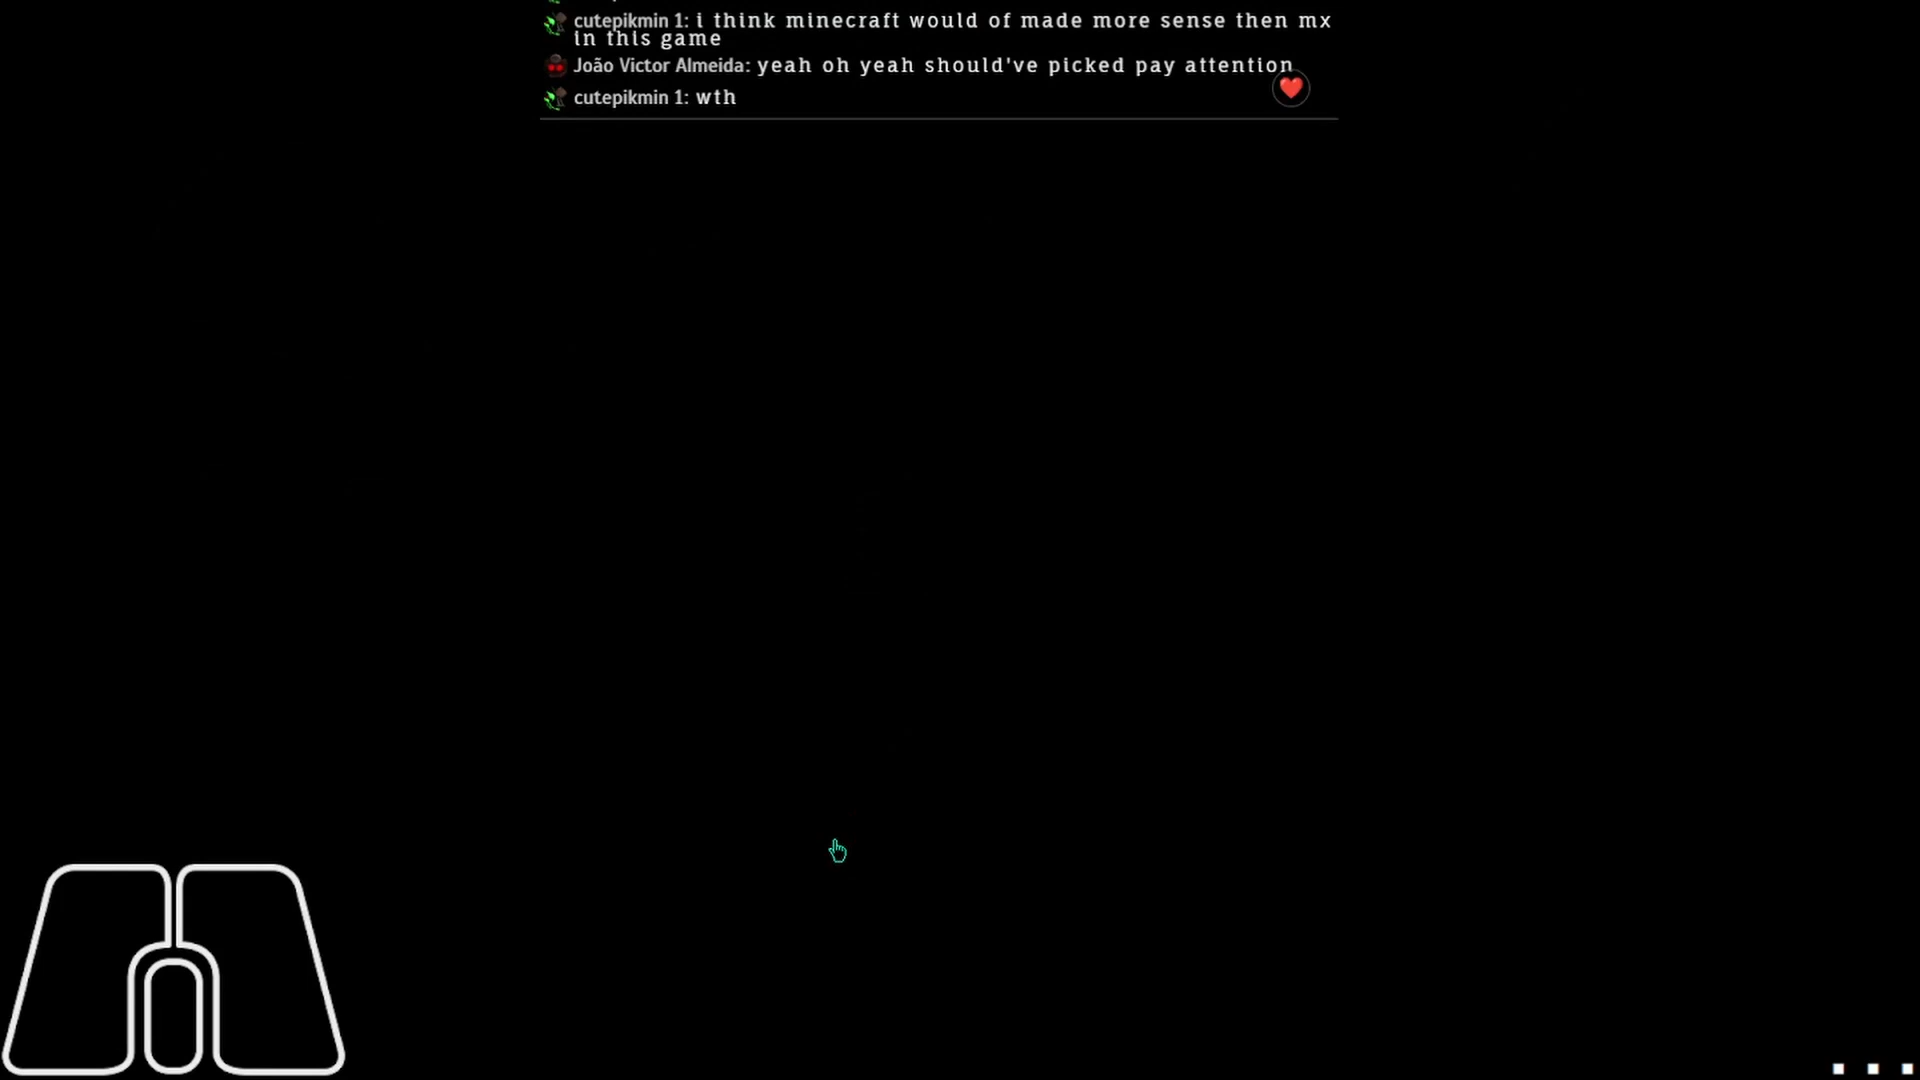 cutepikmin 1: i think minecraft would of made more sense then mx
in this game
João Victor Almeida: yeah oh yeah should've picked pay attention
cutepikmin 1: wth
...